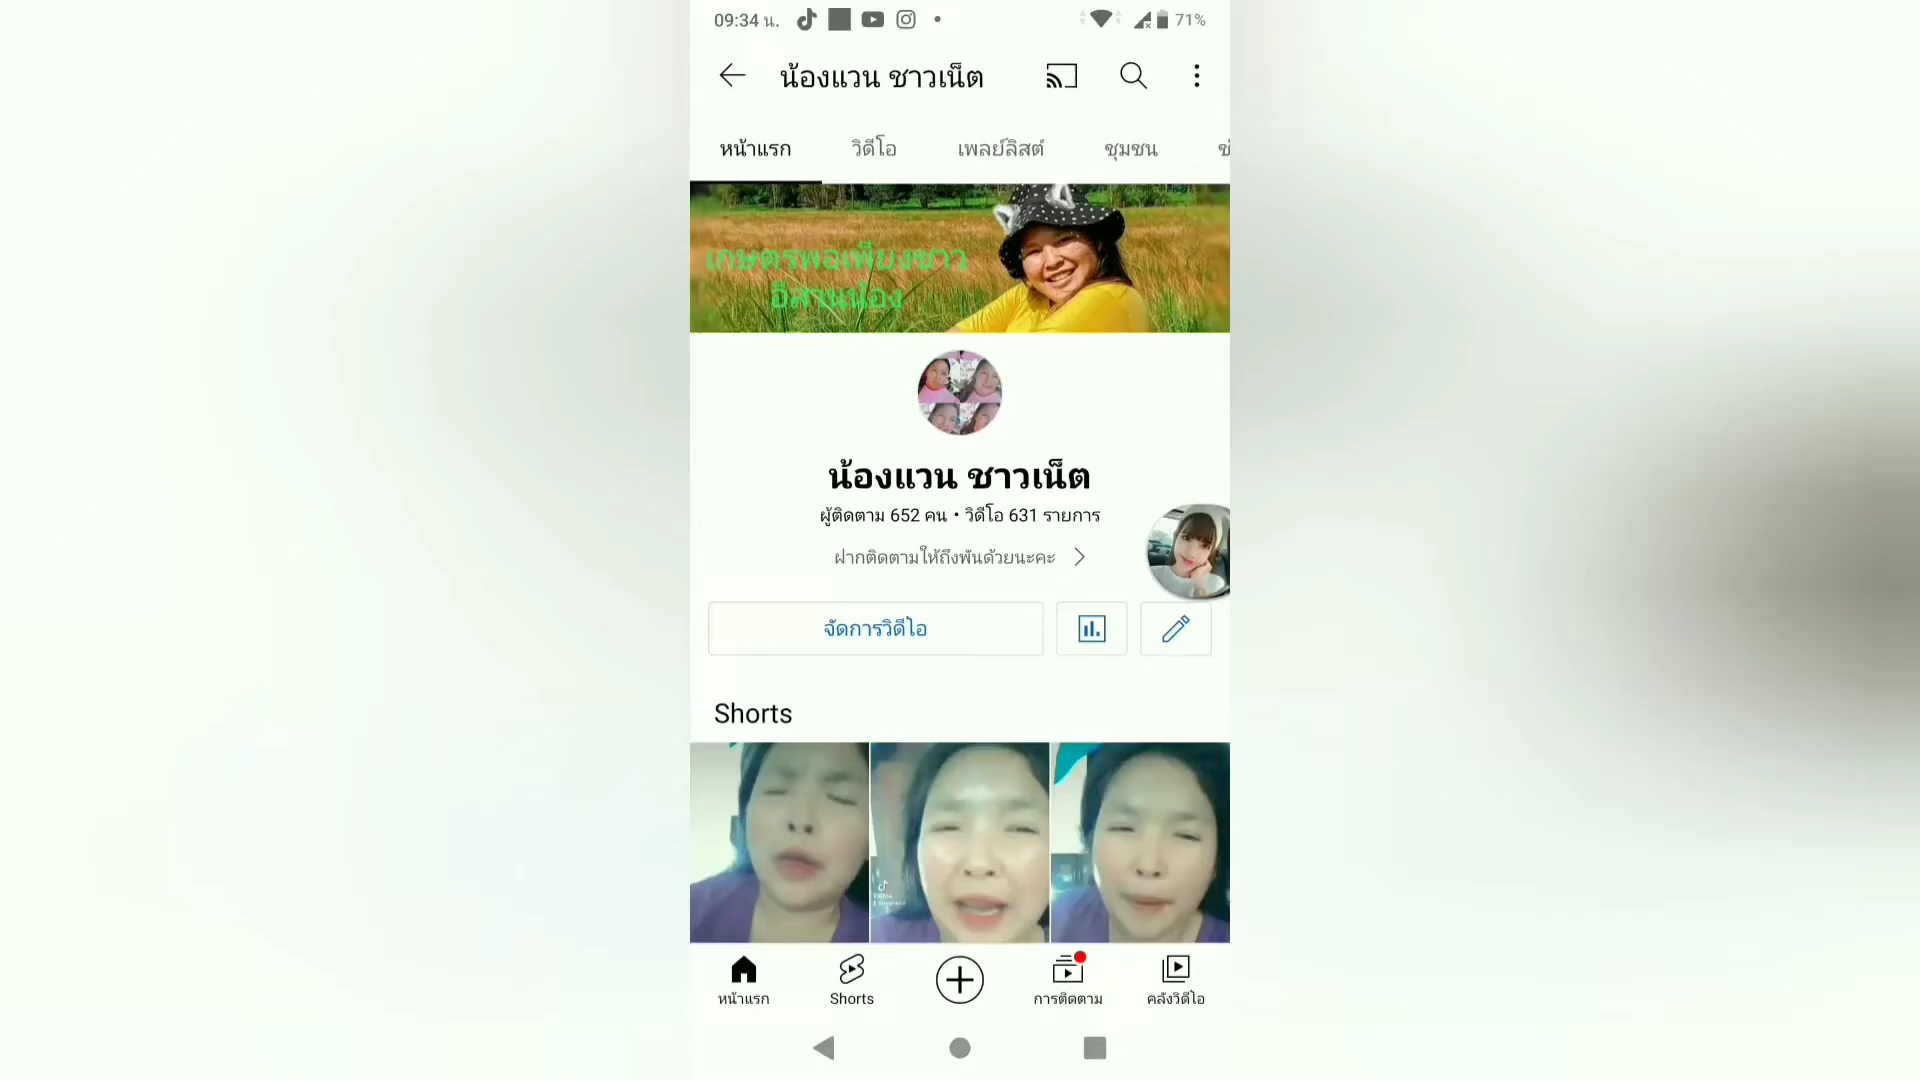 09:34 น.
71%
น้องแวน ชาวเน็ต
หน้าแรก
วิดีโอ
เพลย์ลิสต์
ชุมชน
เกษตรพอเพียงชาว
อิสานน้อง
น้องแวน ชาวเน็ต
ผู้ติดตาม 652 คน • วิดีโอ 631 รายการ
ฝากติดตามให้ถึงพันด้วยนะคะ
จัดการวิดีโอ
Shorts
หน้าแรก
Shorts
การติดตาม
คลังวิดีโอ